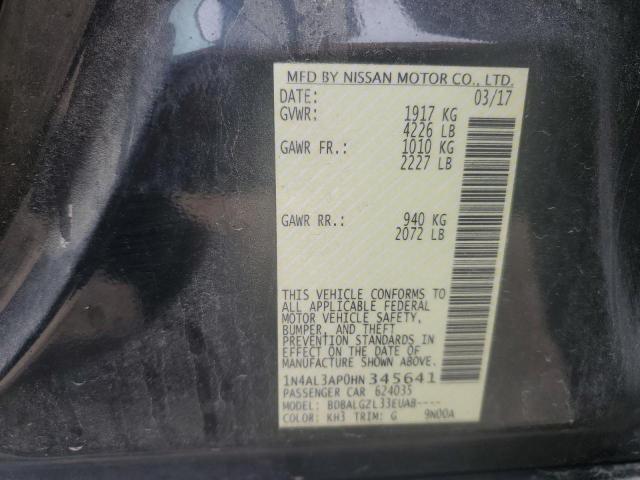 MFD BY NISSAN MOTOR CO., LTD.
DATE: 03/17
GVWR: 1917 KG
4226 LB
GAWR FR.: 1010 KG
2227 LB
GAWR RR.: 940 KG
2072 LB
THIS VEHICLE CONFORMS TO
ALL APPLICABLE FEDERAL
MOTOR VEHICLE SAFETY,
BUMPER, AND THEFT
PREVENTION STANDARDS IN
EFFECT ON THE DATE OF
MANUFACTURE SHOWN ABOVE.
1N4AL3AP0HN345641
PASSENGER CAR 624035
MODEL: BDBALGZL33EUAB----
COLOR: KH3 TRIM: G 9N00A